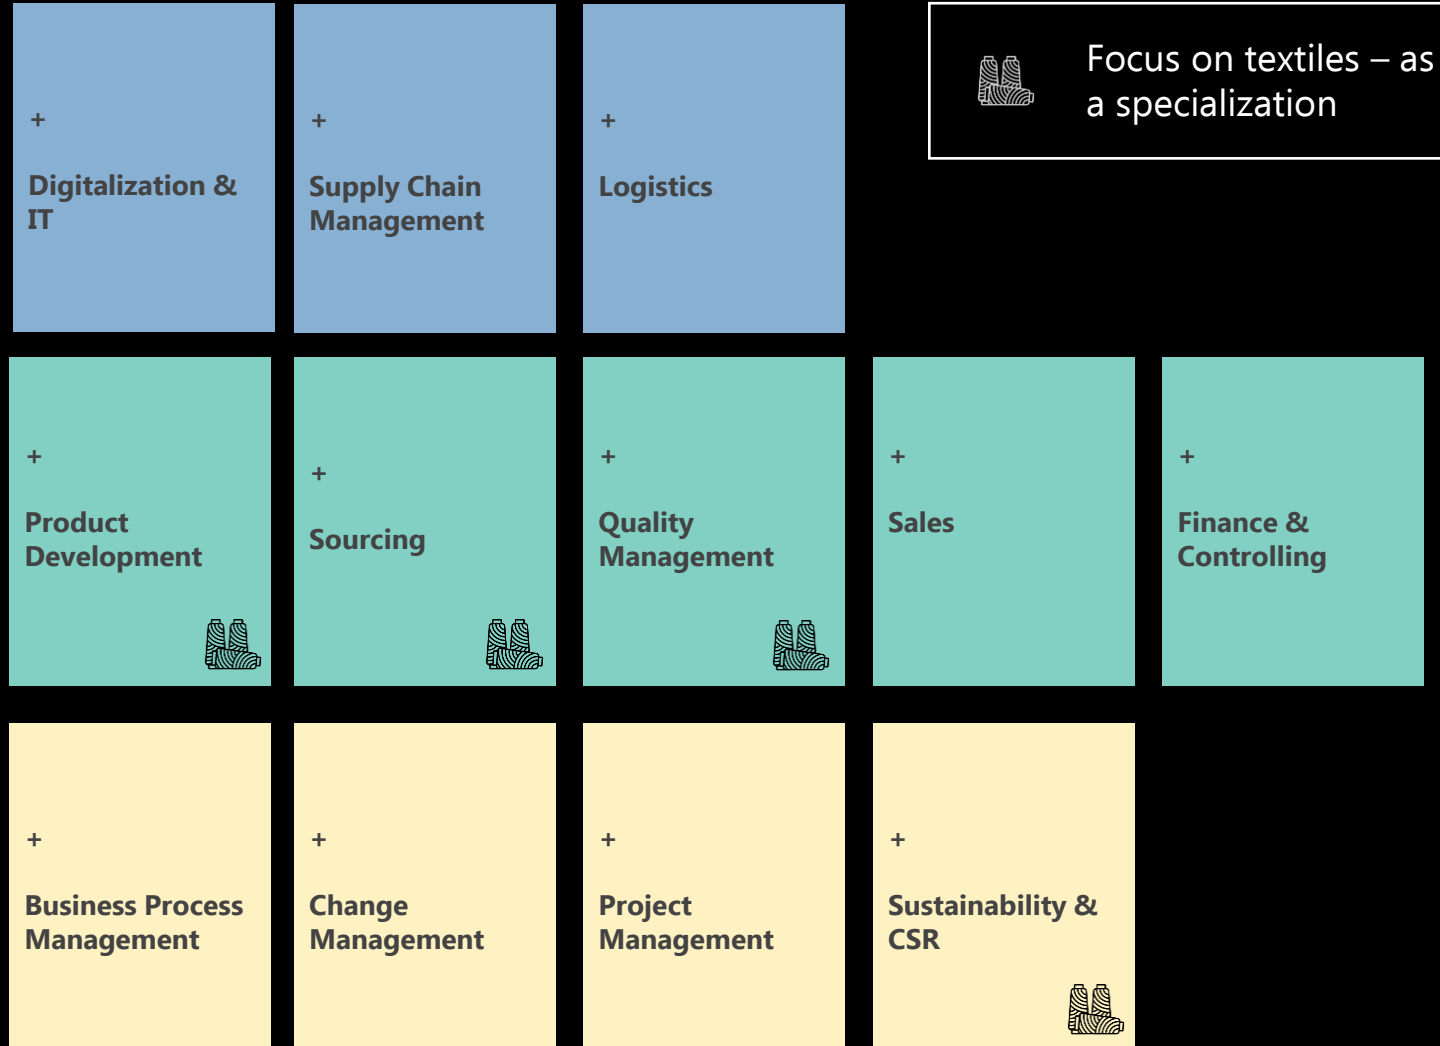 Focus on textiles – as
a specialization
+
Digitalization &
IT
+
Supply Chain
Management
+
Logistics
+
Product
Development
+
Sourcing
+
Quality
Management
+
Sales
+
Finance &
Controlling
+
Business Process
Management
+
Change
Management
+
Project
Management
+
Sustainability &
CSR